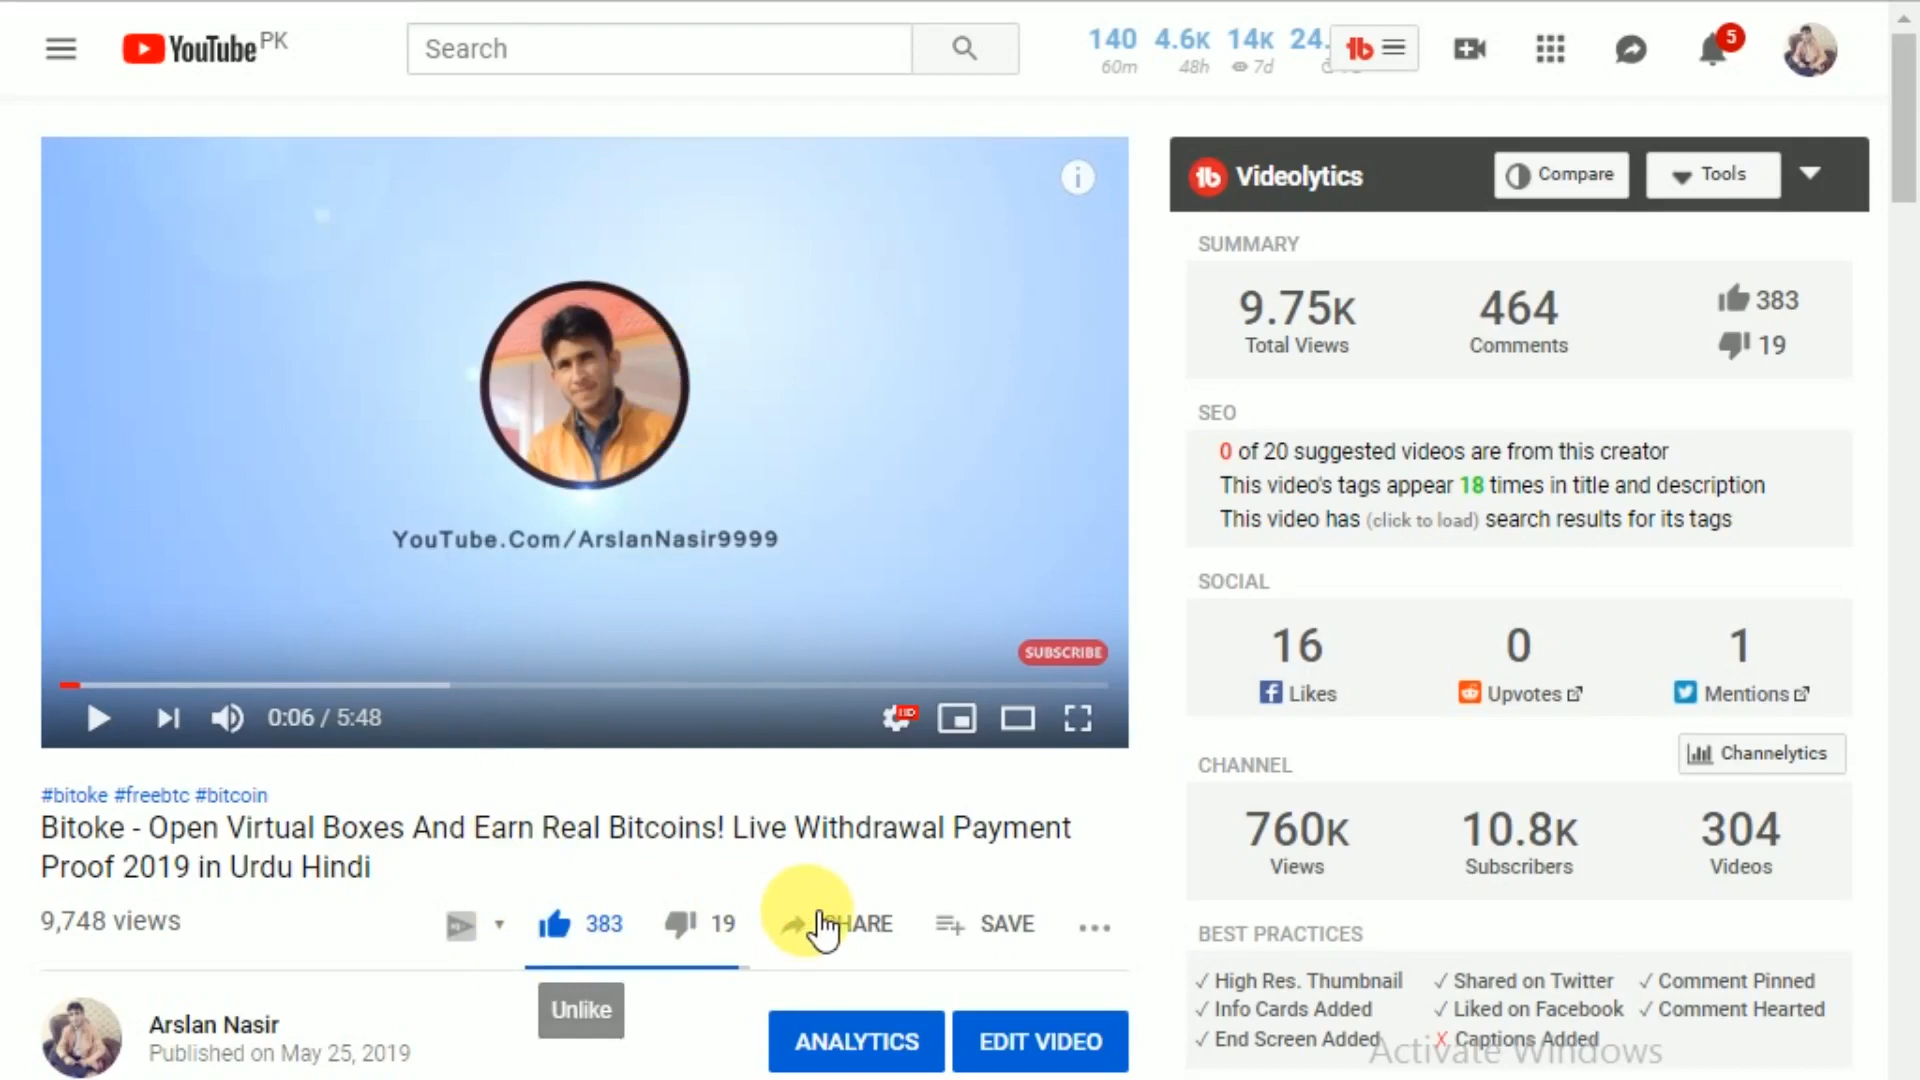 YouTube PK
Search
140 4.6K 14K 24.
60m 48h 7d
5
YouTube.Com/ArslanNasir9999
SUBSCRIBE
HD
0:06 / 5:48
#bitoke #freebtc #bitcoin
Bitoke - Open Virtual Boxes And Earn Real Bitcoins! Live Withdrawal Payment
Proof 2019 in Urdu Hindi
9,748 views
383 19 SHARE SAVE
Unlike
Arslan Nasir
Published on May 25, 2019
ANALYTICS EDIT VIDEO
Videolytics Compare Tools
SUMMARY
9.75K 464 383
Total Views Comments 19
SEO
0 of 20 suggested videos are from this creator
This video's tags appear 18 times in title and description
This video has (click to load) search results for its tags
SOCIAL
16 0 1
Likes Upvotes Mentions
CHANNEL Channelytics
760K 10.8K 304
Views Subscribers Videos
BEST PRACTICES
✓ High Res. Thumbnail ✓ Shared on Twitter ✓ Comment Pinned
✓ Info Cards Added ✓ Liked on Facebook ✓ Comment Hearted
✓ End Screen Added ✗ Captions Added
Activate Windows